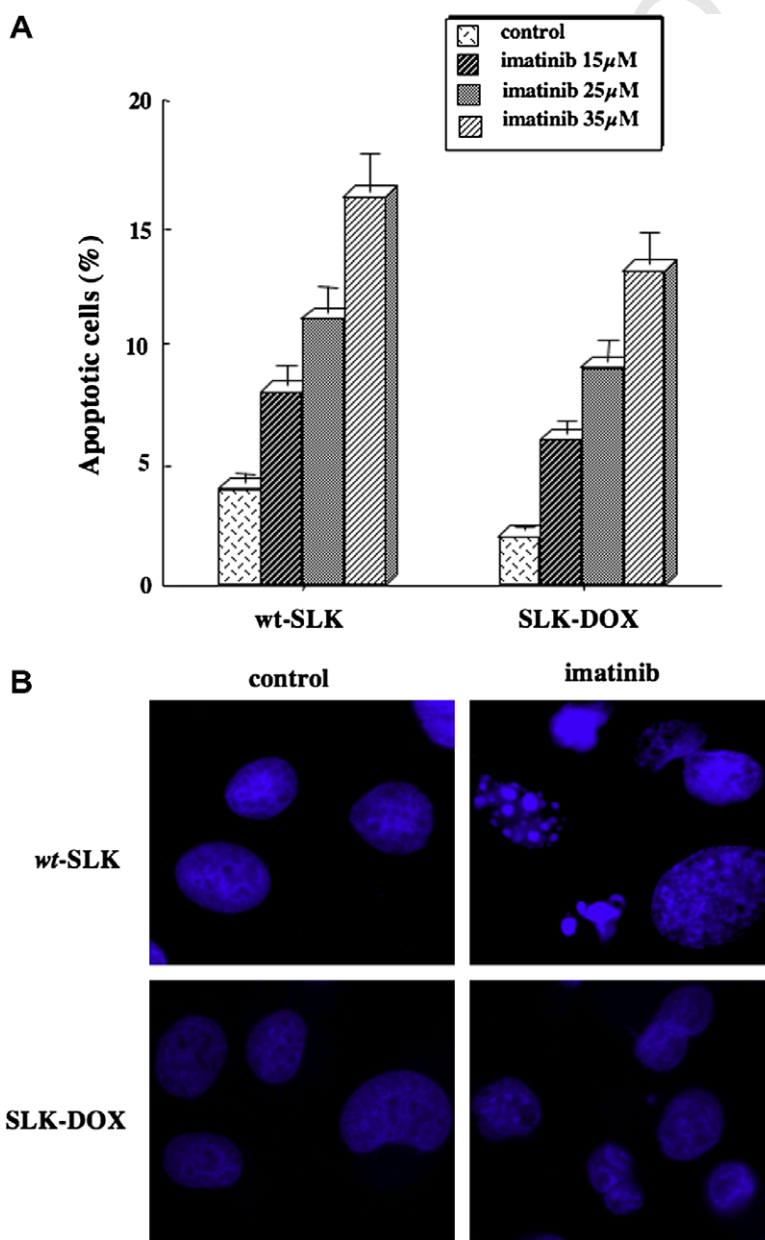 A
control
imatinib 15µM
imatinib 25µM
imatinib 35µM
20
15
10
5
0
Apoptotic cells (%)
wt-SLK
SLK-DOX
B
control
imatinib
wt-SLK
SLK-DOX